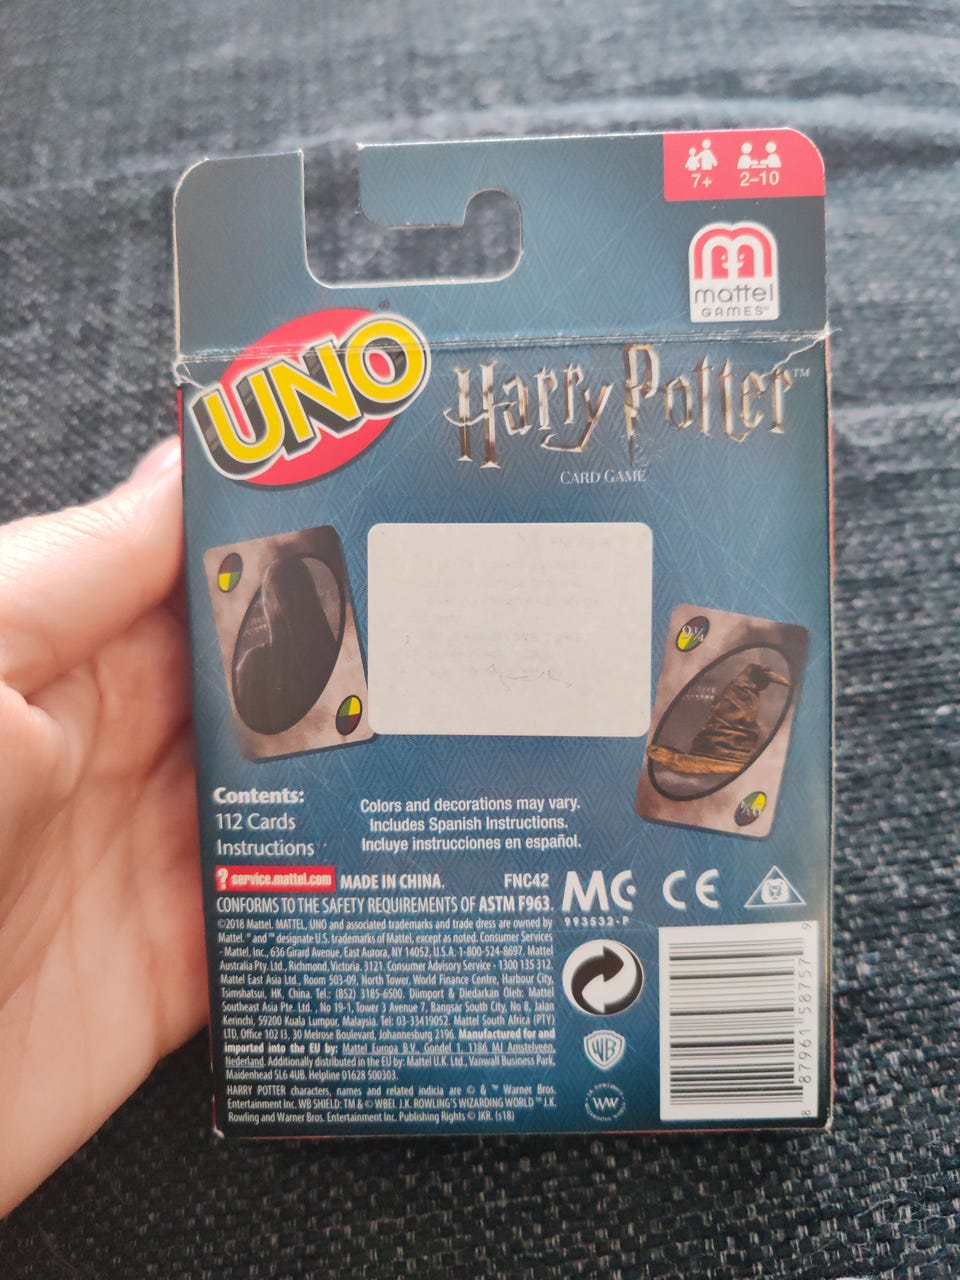 7+ 2-10
mattel
GAMES™
UNO®
Harry Potter™
CARD GAME
9¾
Contents:
112 Cards
Instructions
Colors and decorations may vary.
Includes Spanish Instructions.
Incluye instrucciones en español.
? service.mattel.com MADE IN CHINA. FNC42
CONFORMS TO THE SAFETY REQUIREMENTS OF ASTM F963.
©2018 Mattel. MATTEL, UNO and associated trademarks and trade dress are owned by
Mattel. ® and ™ designate U.S. trademarks of Mattel, except as noted. Consumer Services
- Mattel, Inc., 636 Girard Avenue, East Aurora, NY 14052, U.S.A. 1-800-524-8697. Mattel
Australia Pty. Ltd., Richmond, Victoria. 3121. Consumer Advisory Service - 1300 135 312.
Mattel East Asia Ltd., Room 503-09, North Tower, World Finance Centre, Harbour City,
Tsimshatsui, HK, China. Tel.: (852) 3185-6500. Diimport & Diedarkan Oleh: Mattel
Southeast Asia Pte. Ltd. , No 19-1, Tower 3 Avenue 7, Bangsar South City, No 8, Jalan
Kerinchi, 59200 Kuala Lumpur, Malaysia. Tel: 03-33419052. Mattel South Africa (PTY)
LTD, Office 102 I3, 30 Melrose Boulevard, Johannesburg 2196. Manufactured for and
imported into the EU by: Mattel Europa B.V., Gondel 1, 1186 MJ Amstelveen,
Nederland. Additionally distributed in the EU by: Mattel U.K. Ltd., Vanwall Business Park,
Maidenhead SL6 4UB. Helpline 01628 500303.
HARRY POTTER characters, names and related indicia are © & ™ Warner Bros.
Entertainment Inc. WB SHIELD: TM & © WBEI. J.K. ROWLING'S WIZARDING WORLD ™ J.K.
Rowling and Warner Bros. Entertainment Inc. Publishing Rights © JKR. (s18)
MC CE
993532-P
WB
WW
8 87961 58757 9